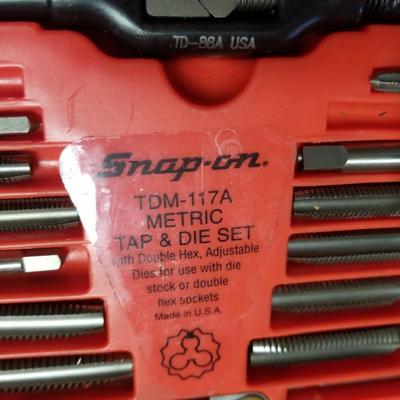 TD-88A USA
Snap-on.
TDM-117A
METRIC
TAP & DIE SET
with Double Hex, Adjustable
Dies for use with die
stock or double
hex sockets
Made in U.S.A.